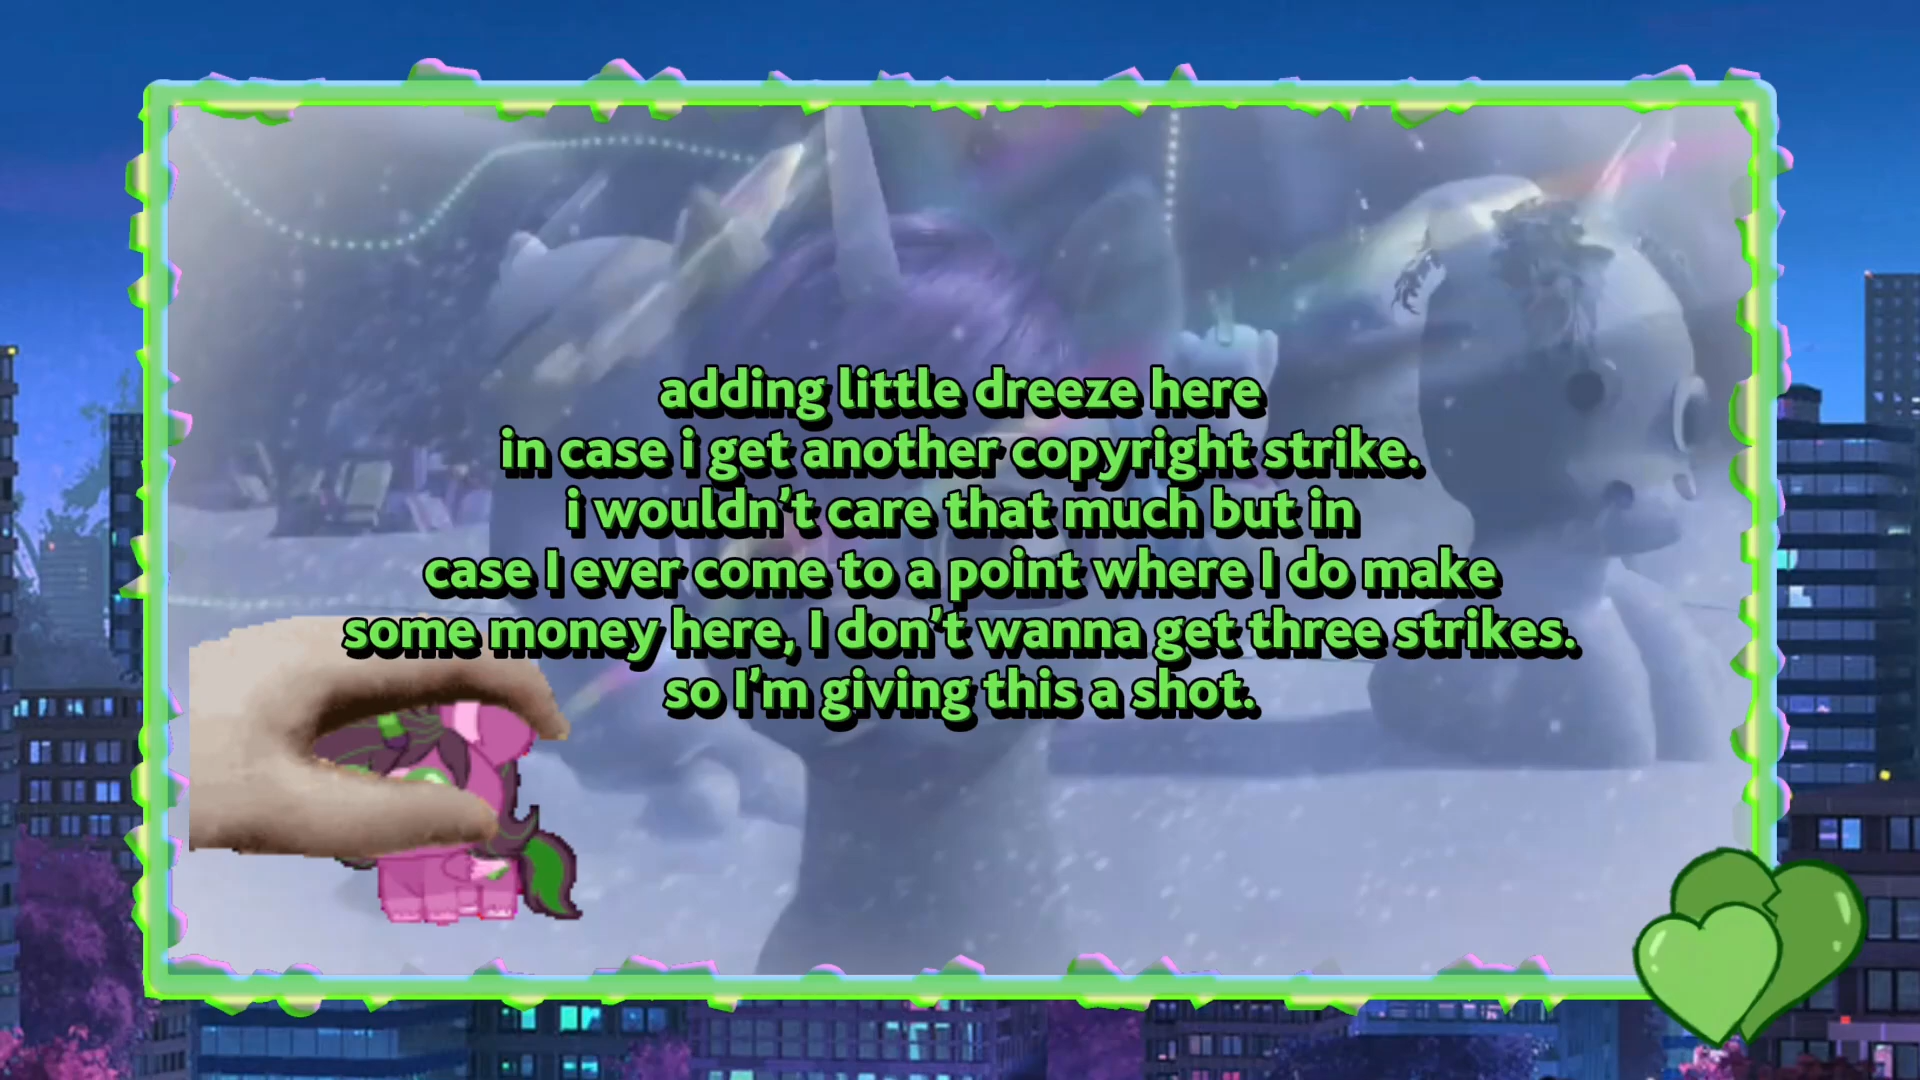 adding little dreeze here
in case i get another copyright strike.
i wouldn't care that much but in
case I ever come to a point where I do make
some money here, I don't wanna get three strikes.
so I'm giving this a shot.